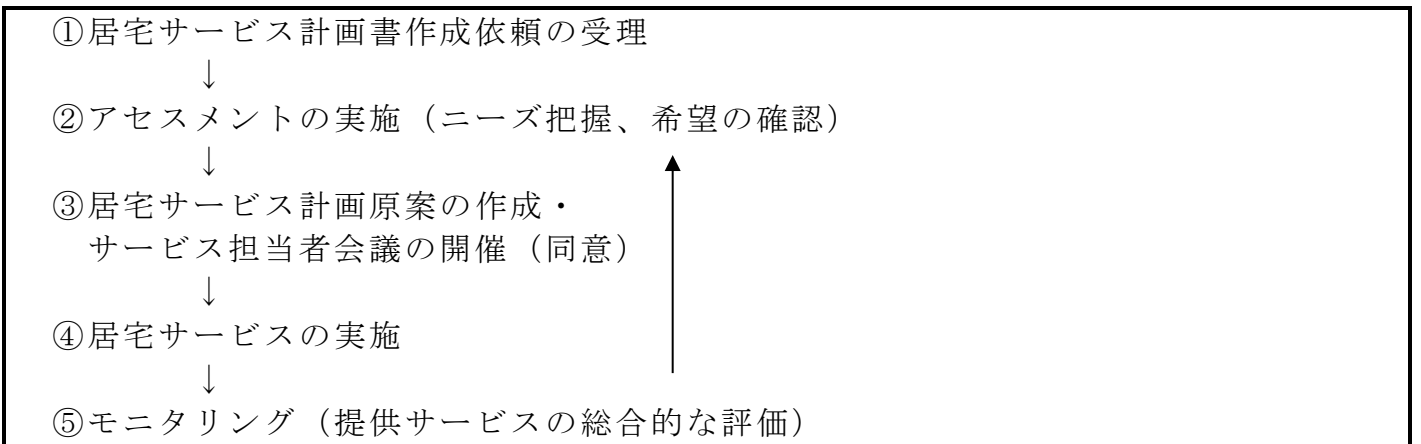 ①居宅サービス計画書作成依頼の受理
↓
②アセスメントの実施（ニーズ把握、希望の確認）
↓
③居宅サービス計画原案の作成・
サービス担当者会議の開催（同意）
↓
④居宅サービスの実施
↓
⑤モニタリング（提供サービスの総合的な評価）